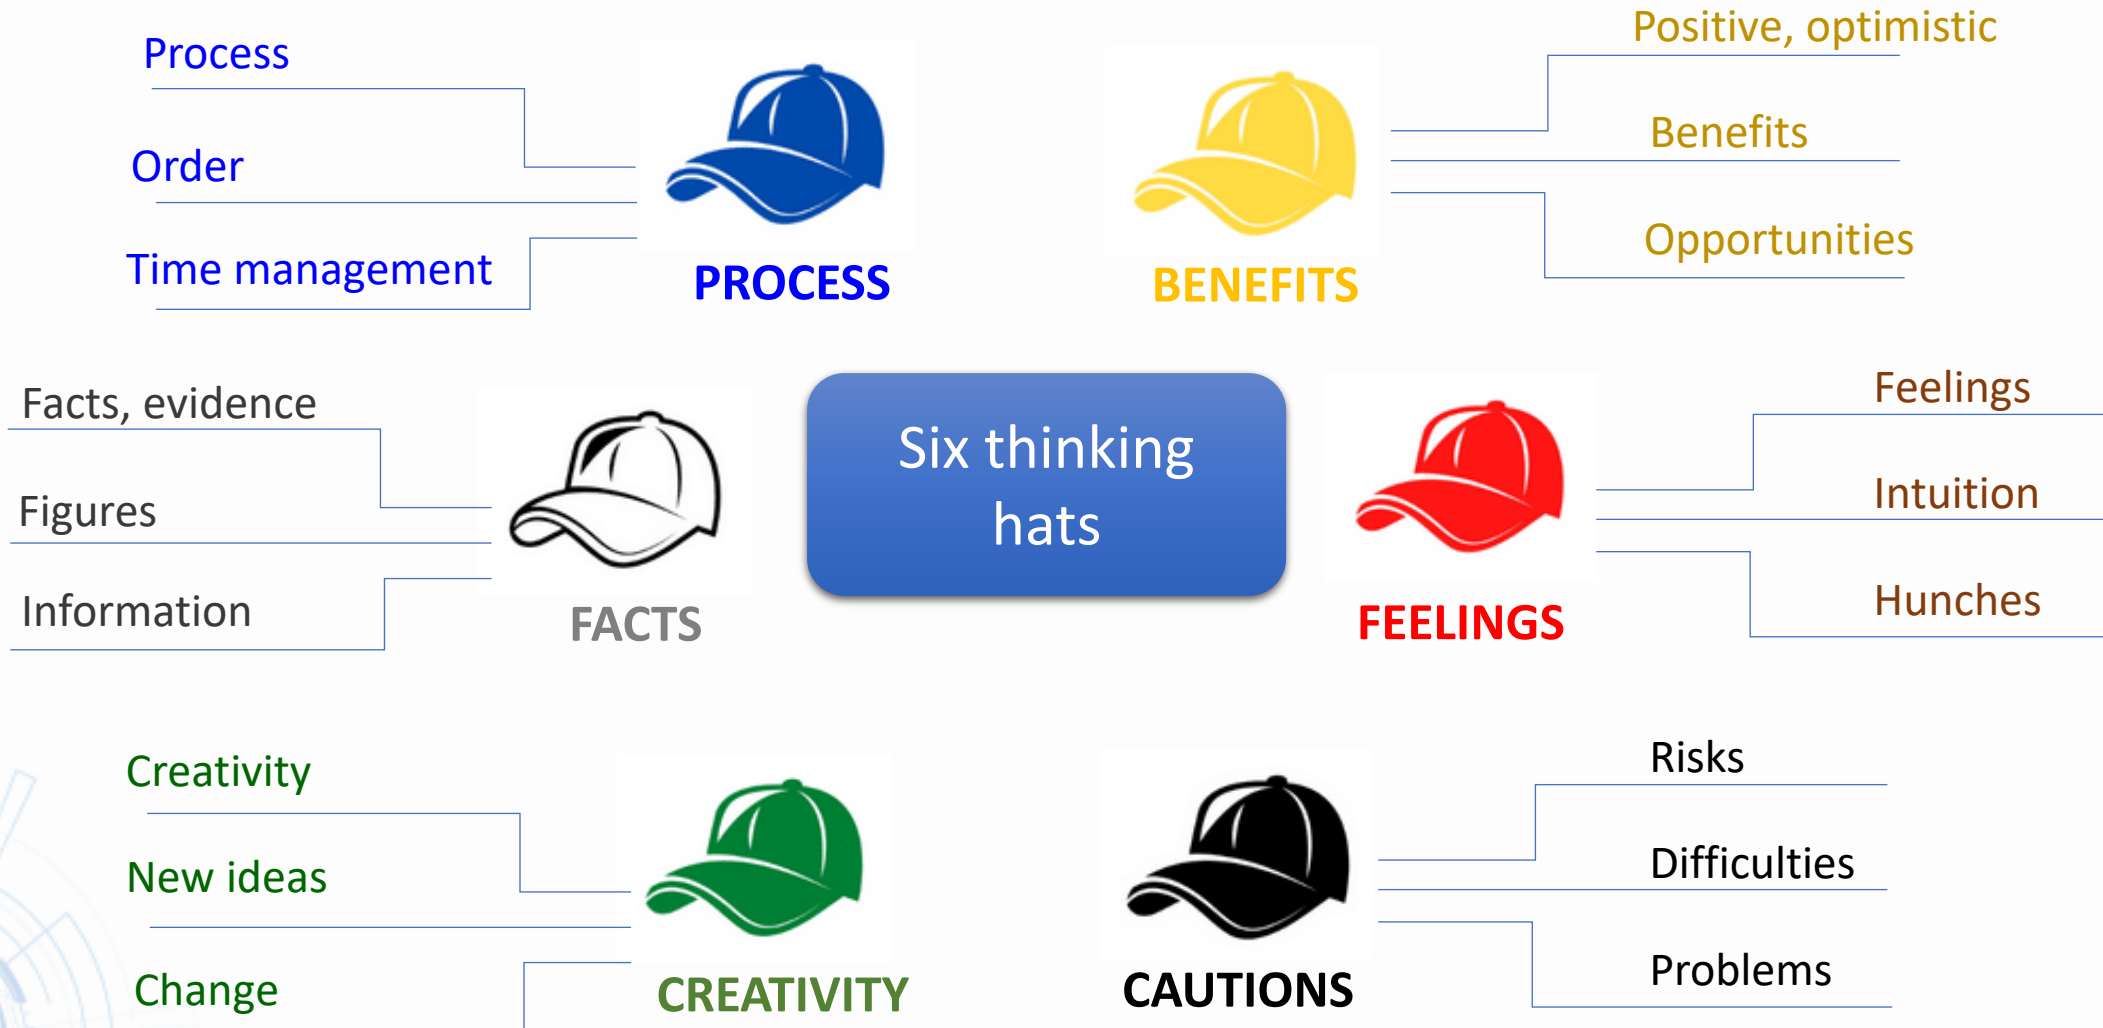 Process
Order
Time management
PROCESS
Positive, optimistic
Benefits
Opportunities
BENEFITS
Facts, evidence
Figures
Information
FACTS
Six thinking
hats
Feelings
Intuition
Hunches
FEELINGS
Creativity
New ideas
Change
CREATIVITY
Risks
Difficulties
Problems
CAUTIONS